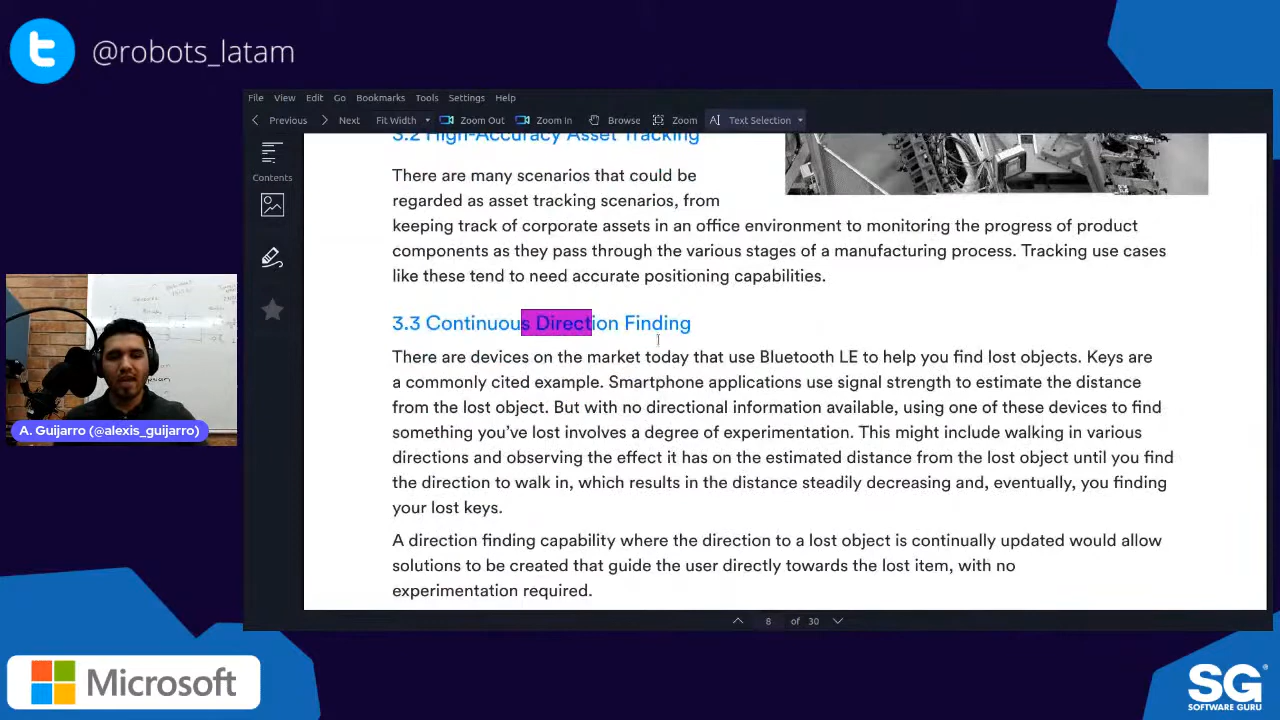 @robots_latam
File View Edit Go Bookmarks Tools Settings Help
Previous Next Fit Width Zoom Out Zoom In Browse Zoom Text Selection
Contents
3.2 High-Accuracy Asset Tracking
There are many scenarios that could be
regarded as asset tracking scenarios, from
keeping track of corporate assets in an office environment to monitoring the progress of product
components as they pass through the various stages of a manufacturing process. Tracking use cases
like these tend to need accurate positioning capabilities.
3.3 Continuous Direction Finding
There are devices on the market today that use Bluetooth LE to help you find lost objects. Keys are
a commonly cited example. Smartphone applications use signal strength to estimate the distance
from the lost object. But with no directional information available, using one of these devices to find
something you’ve lost involves a degree of experimentation. This might include walking in various
directions and observing the effect it has on the estimated distance from the lost object until you find
the direction to walk in, which results in the distance steadily decreasing and, eventually, you finding
your lost keys.
A direction finding capability where the direction to a lost object is continually updated would allow
solutions to be created that guide the user directly towards the lost item, with no
experimentation required.
8 of 30
A. Guijarro (@alexis_guijarro)
Microsoft
SG
SOFTWARE GURU